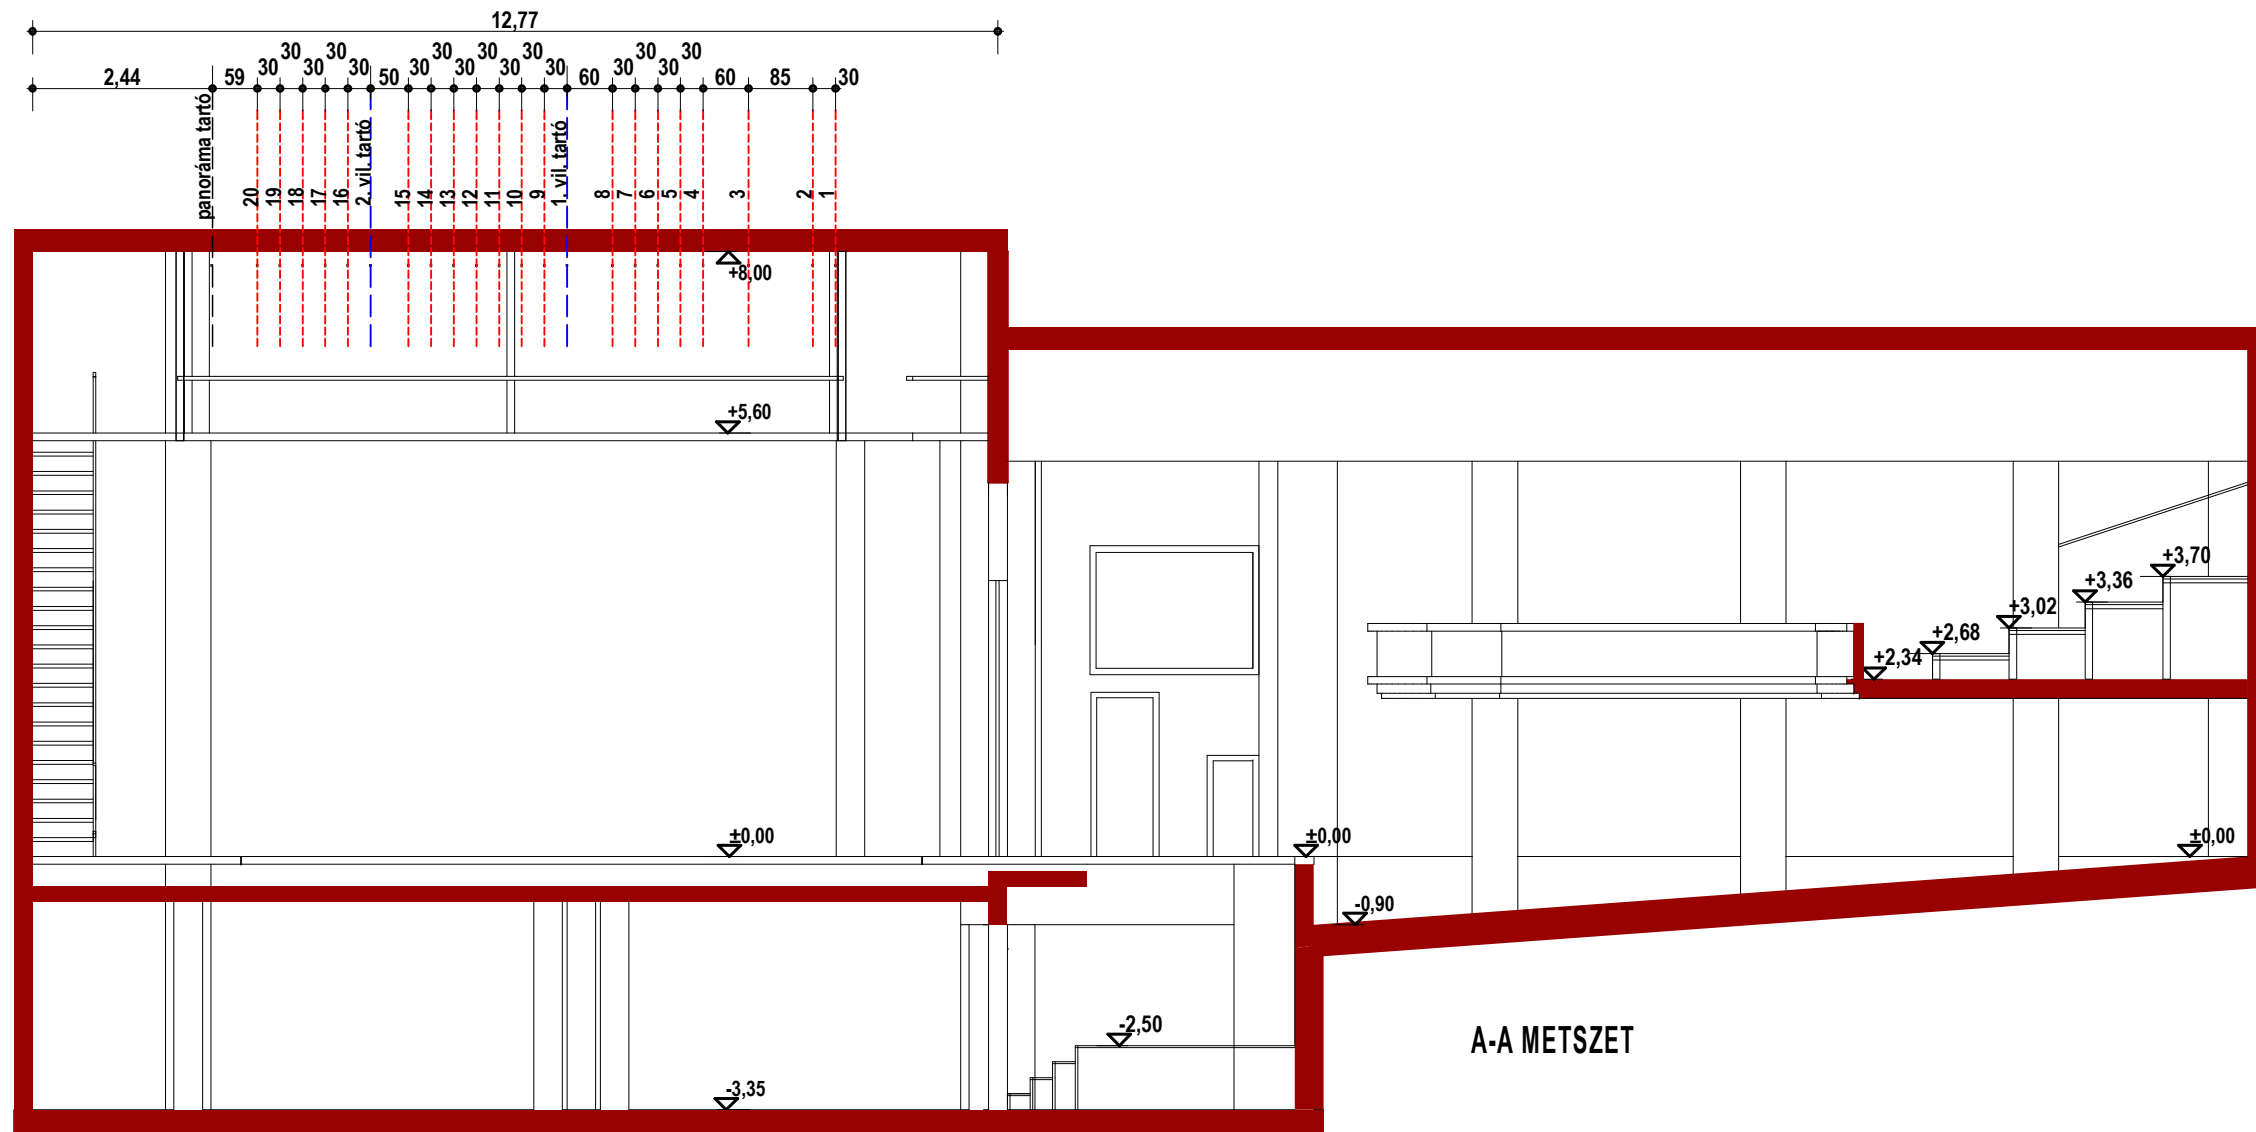 12,77
2,44 59 30 30 30 30 30 50 30 30 30 30 30 30 30 60 30 30 30 30 60 85 30
panoráma tartó 20 19 18 17 16 2. vil. tartó 15 14 13 12 11 10 9 1. vil. tartó 8 7 6 5 4 3 2 1
+8,00
+5,60
+3,70
+3,36
+3,02
+2,68
+2,34
±0,00 ±0,00 ±0,00
-0,90
-2,50
A-A METSZET
-3,35